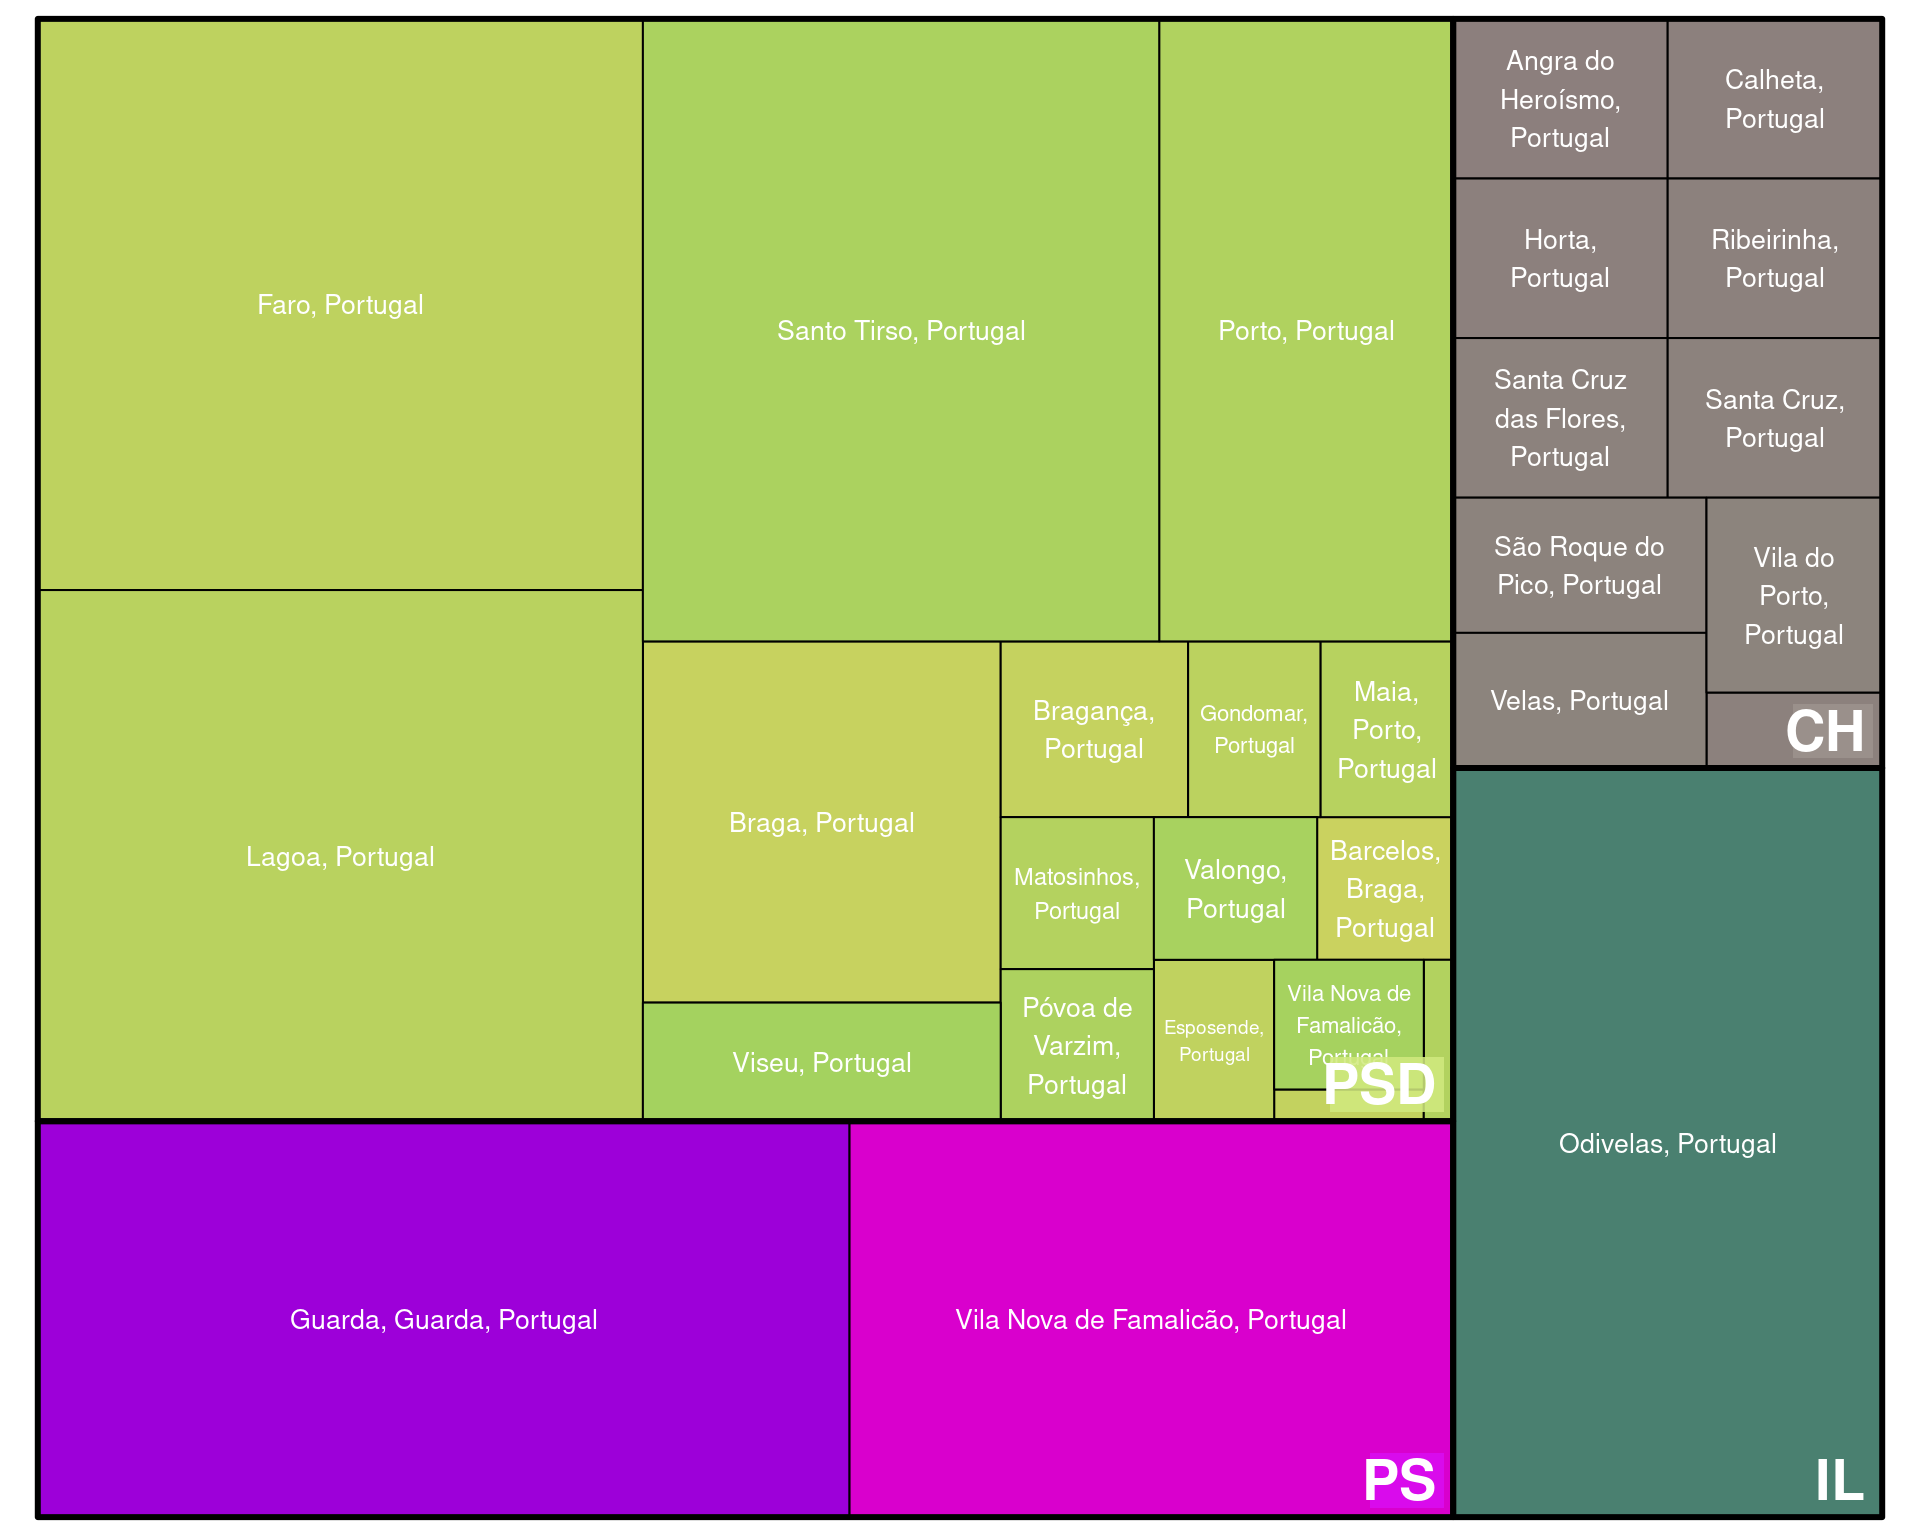 Faro, Portugal
Lagoa, Portugal
Santo Tirso, Portugal
Porto, Portugal
Braga, Portugal
Viseu, Portugal
Bragança,
Portugal
Gondomar,
Portugal
Maia,
Porto,
Portugal
Matosinhos,
Portugal
Valongo,
Portugal
Barcelos,
Braga,
Portugal
Póvoa de
Varzim,
Portugal
Esposende,
Portugal
Vila Nova de
Famalicão,
Portugal
PSD
Guarda, Guarda, Portugal
Vila Nova de Famalicão, Portugal
PS
Angra do
Heroísmo,
Portugal
Calheta,
Portugal
Horta,
Portugal
Ribeirinha,
Portugal
Santa Cruz
das Flores,
Portugal
Santa Cruz,
Portugal
São Roque do
Pico, Portugal
Vila do
Porto,
Portugal
Velas, Portugal
CH
Odivelas, Portugal
IL